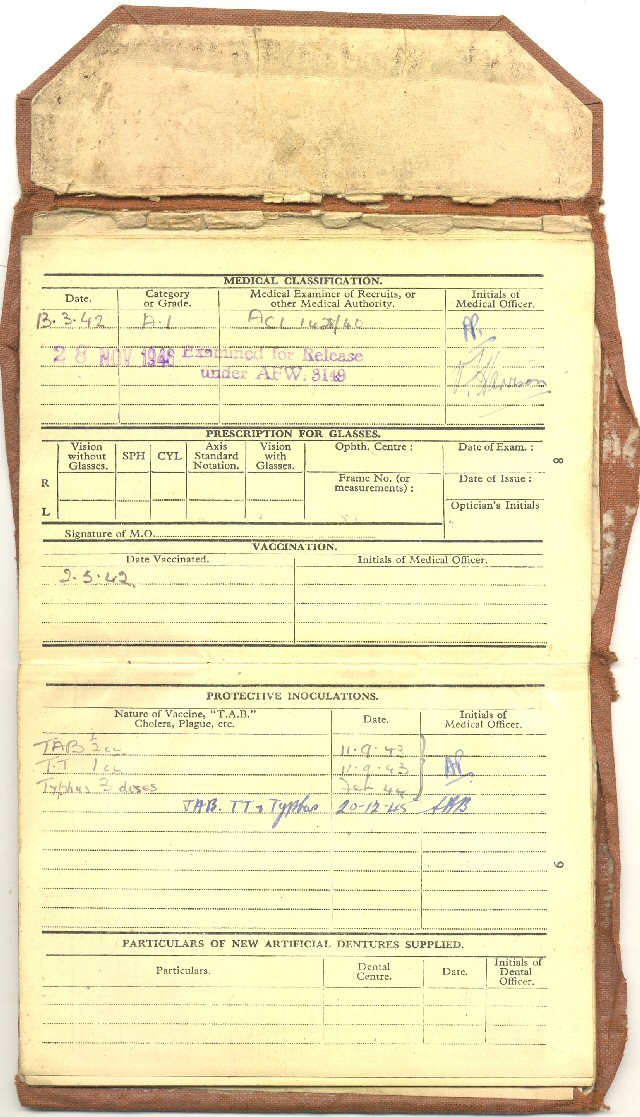 MEDICAL CLASSIFICATION.
Date. Category or Grade. Medical Examiner of Recruits, or other Medical Authority. Initials of Medical Officer.
13.3.42 A.1 ACI 1428/40 AP.
28 NOV 1946 Examined for Release
under AFW. 3149
PRESCRIPTION FOR GLASSES.
Vision without Glasses. SPH CYL Axis Standard Notation. Vision with Glasses. Ophth. Centre : Date of Exam. :
R
Frame No. (or measurements) : Date of Issue :
L
Optician's Initials
Signature of M.O.
8
VACCINATION.
Date Vaccinated. Initials of Medical Officer.
2.5.42
PROTECTIVE INOCULATIONS.
Nature of Vaccine, "T.A.B." Cholera, Plague, etc. Date. Initials of Medical Officer.
TAB ½ cc 11.9.43
T.T 1 cc 11.9.43 AP.
Typhus 3 doses Feb 44
TAB. TT & Typhus 20-12-45
9
PARTICULARS OF NEW ARTIFICIAL DENTURES SUPPLIED.
Particulars. Dental Centre. Date. Initials of Dental Officer.